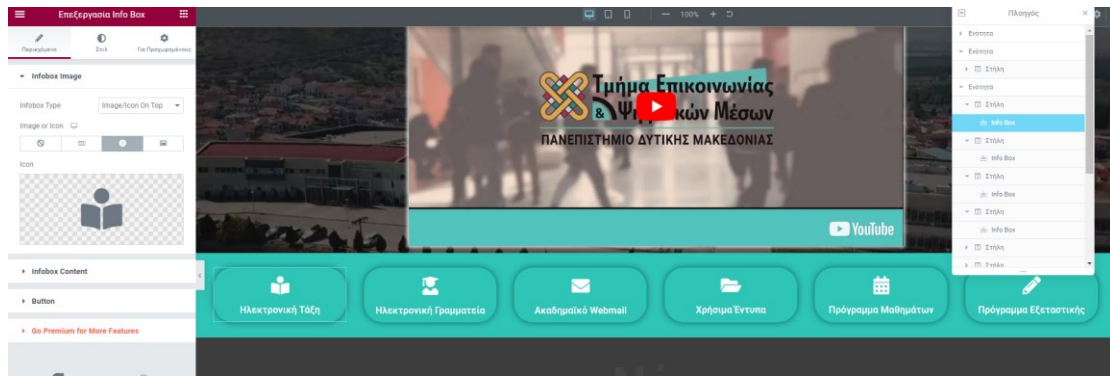 Επεξεργασία Info Box
Περιεχόμενο
Στιλ
Για Προχωρημένους
Infobox Image
Infobox Type
Image/Icon On Top
Image or Icon
Icon
Infobox Content
Button
Go Premium for More Features
100%
Τμήμα Επικοινωνίας
& Ψηφιακών Μέσων
ΠΑΝΕΠΙΣΤΗΜΙΟ ΔΥΤΙΚΗΣ ΜΑΚΕΔΟΝΙΑΣ
YouTube
Ηλεκτρονική Τάξη
Ηλεκτρονική Γραμματεία
Ακαδημαϊκό Webmail
Χρήσιμα Έντυπα
Πρόγραμμα Μαθημάτων
Πρόγραμμα Εξεταστικής
Πλοηγός
Ενότητα
Ενότητα
Στήλη
Ενότητα
Στήλη
Info Box
Στήλη
Info Box
Στήλη
Info Box
Στήλη
Info Box
Στήλη
Στήλη